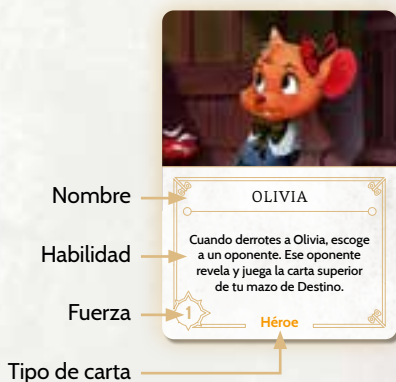 Nombre
OLIVIA
Habilidad
Cuando derrotes a Olivia, escoge
a un oponente. Ese oponente
revela y juega la carta superior
de tu mazo de Destino.
Fuerza
1
Héroe
Tipo de carta